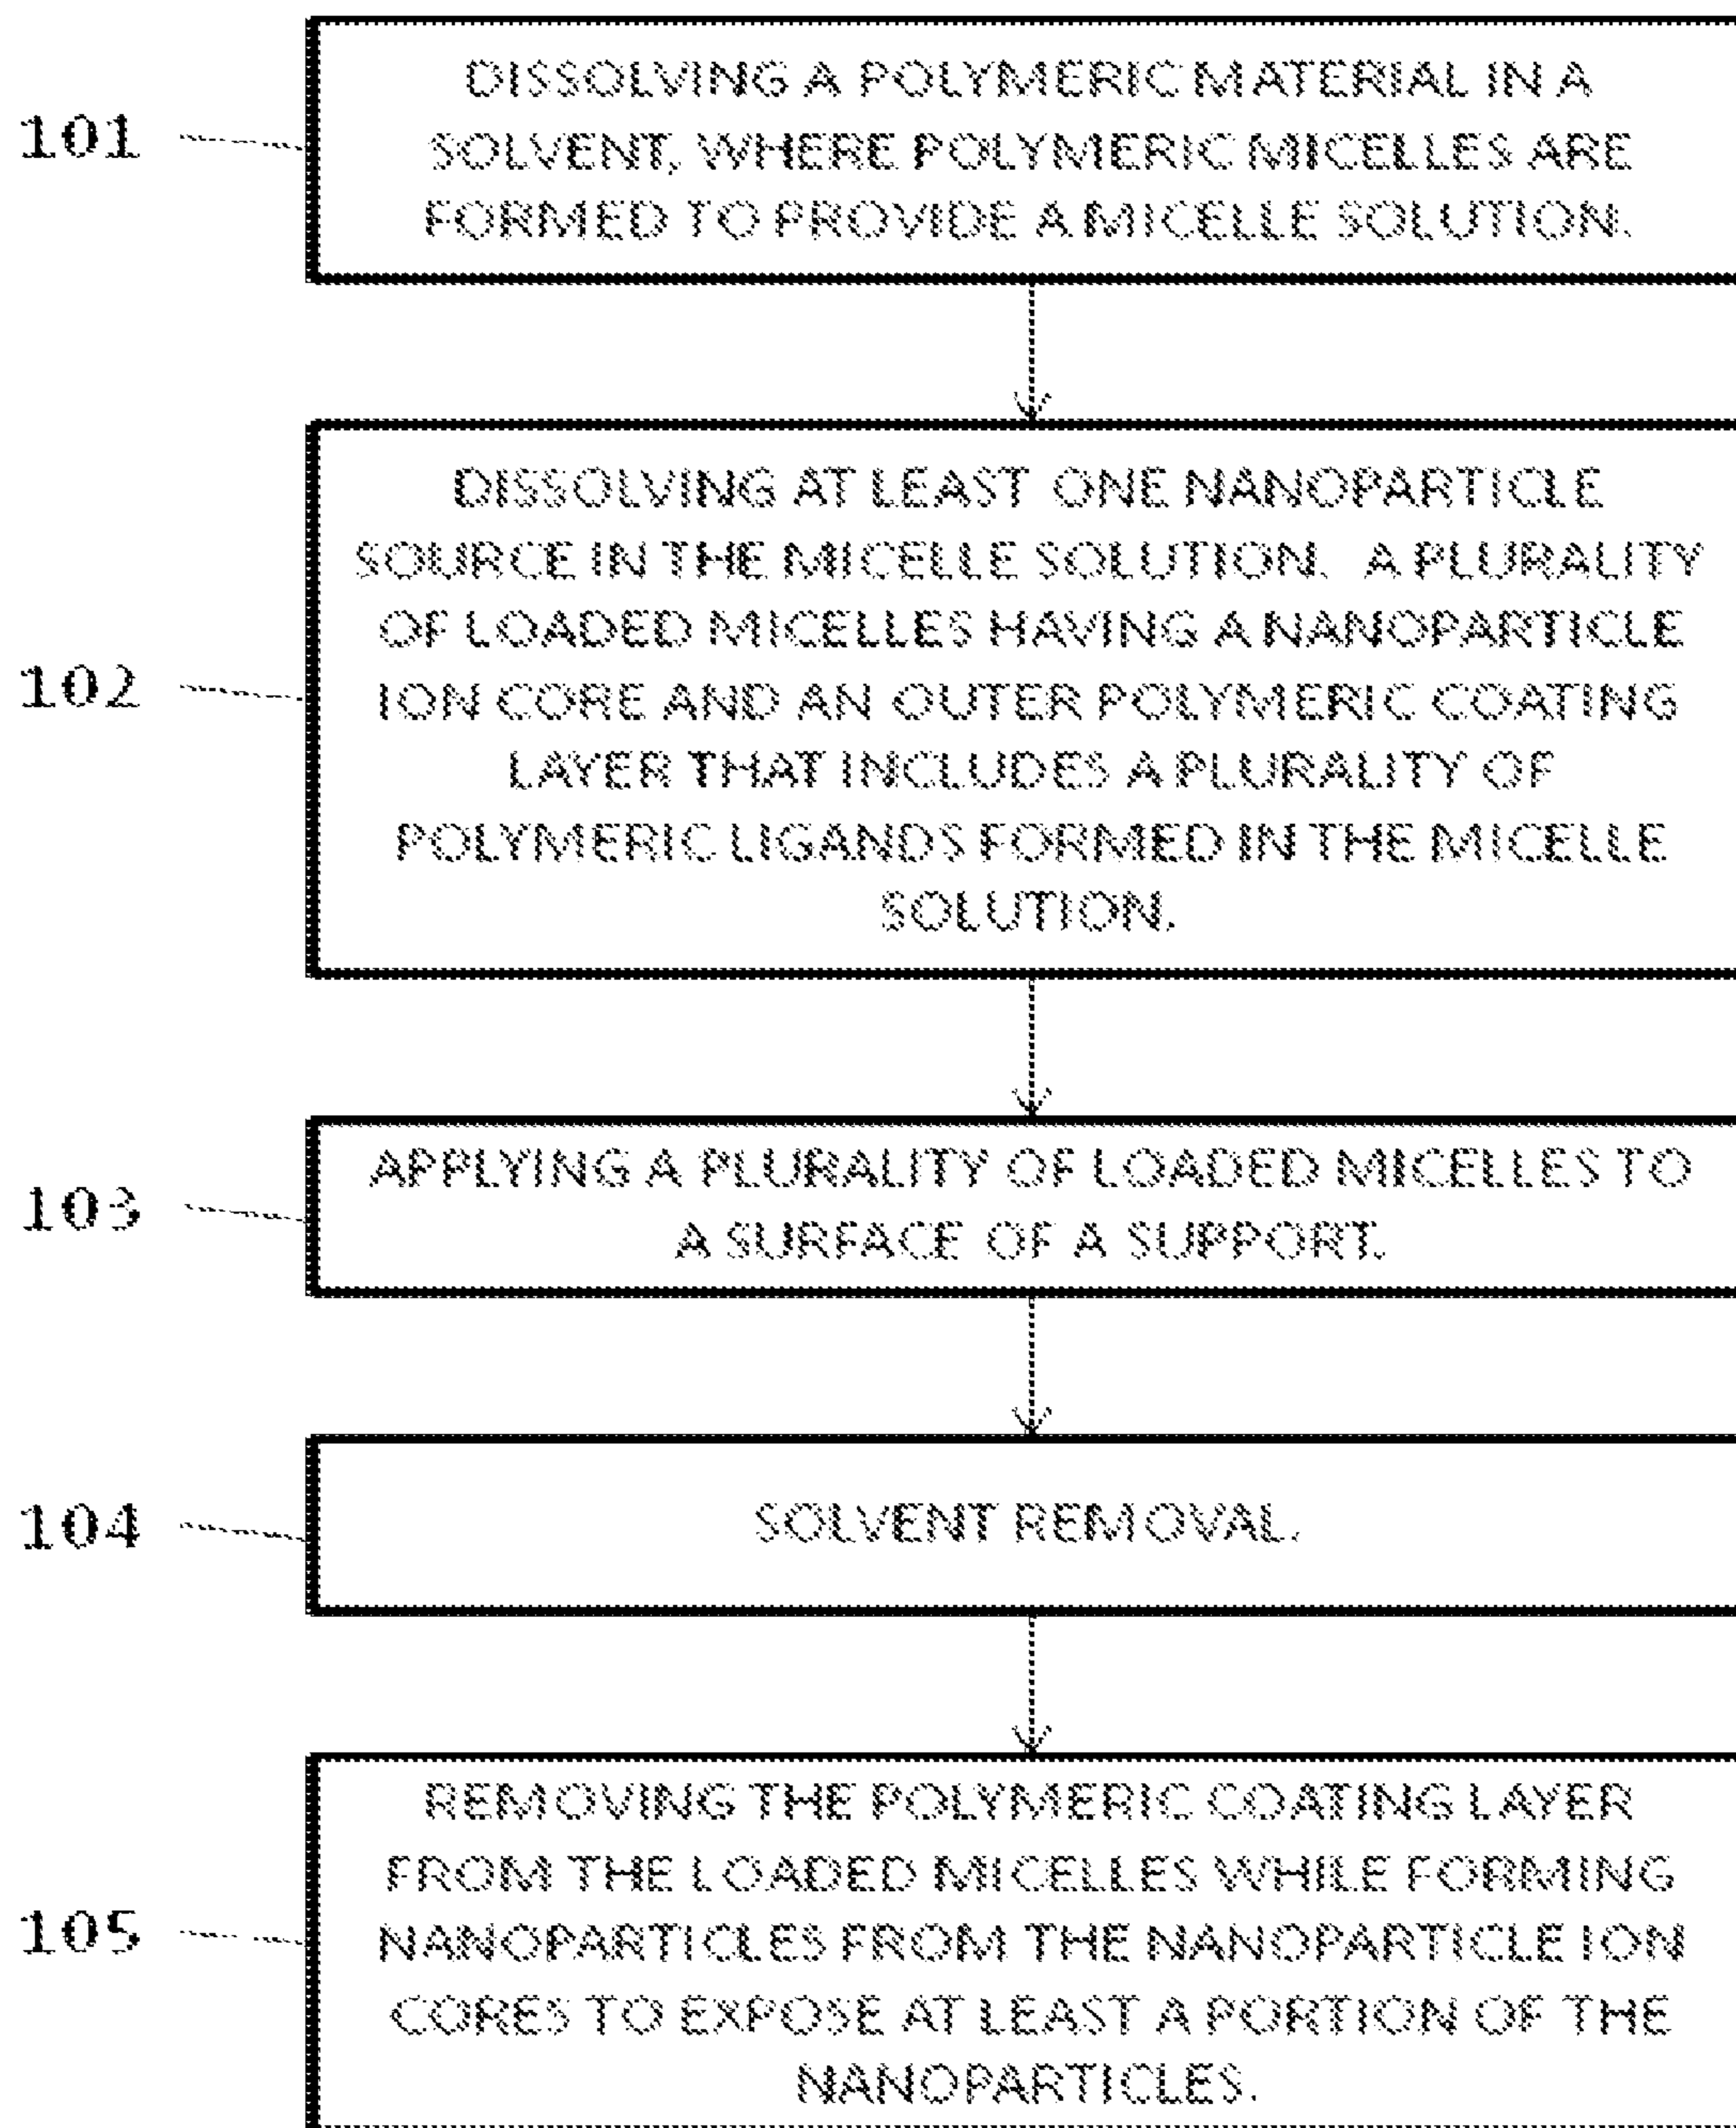 DISSOLVING A POLYMERIC MATERIAL IN A
101
SOLVENT, WHERE POLYMERIC MICELLES ARE
FORMED TO PROVIDE A MICELLE SOLUTION.
DISSOLVING AT LEAST ONE NANOPARTICLE
SOURCE IN THE MICELLE SOLUTION. A PLURALITY
OF LOADED MICELLES HAVING A NANOPARTICLE
102
ION CORE AND AN OUTER POLYMERIC COATING
LAYER THAT INCLUDES A PLURALITY OF
POLYMERIC LIGANDS FORMED IN THE MICELLE
SOLUTION.
APPLYING A PLURALITY OF LOADED MICELLES TO
103
A SURFACE OF A SUPPORT.
104
SOLVENT REMOVAL.
REMOVING THE POLYMERIC COATING LAYER
FROM THE LOADED MICELLES WHILE FORMING
105
NANOPARTICLES FROM THE NANOPARTICLE ION
CORES TO EXPOSE AT LEAST A PORTION OF THE
NANOPARTICLES.